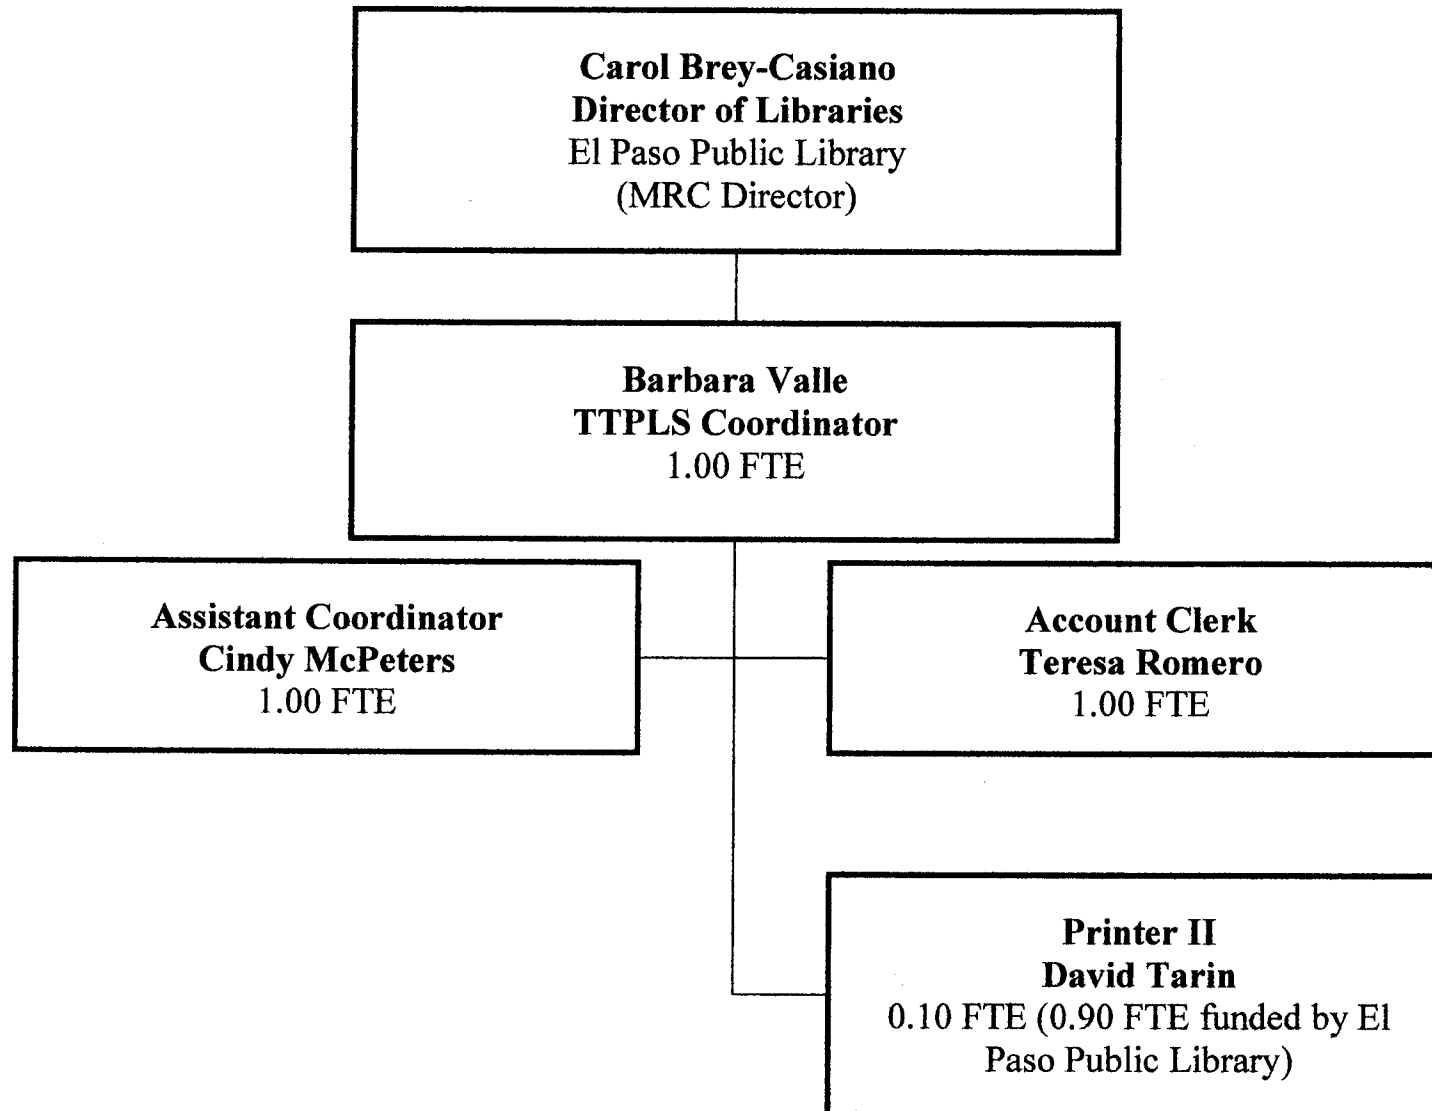 Carol Brey-Casiano
Director of Libraries
El Paso Public Library
(MRC Director)
Barbara Valle
TTPLS Coordinator
1.00 FTE
Assistant Coordinator
Cindy McPeters
1.00 FTE
Account Clerk
Teresa Romero
1.00 FTE
Printer II
David Tarin
0.10 FTE (0.90 FTE funded by El
Paso Public Library)